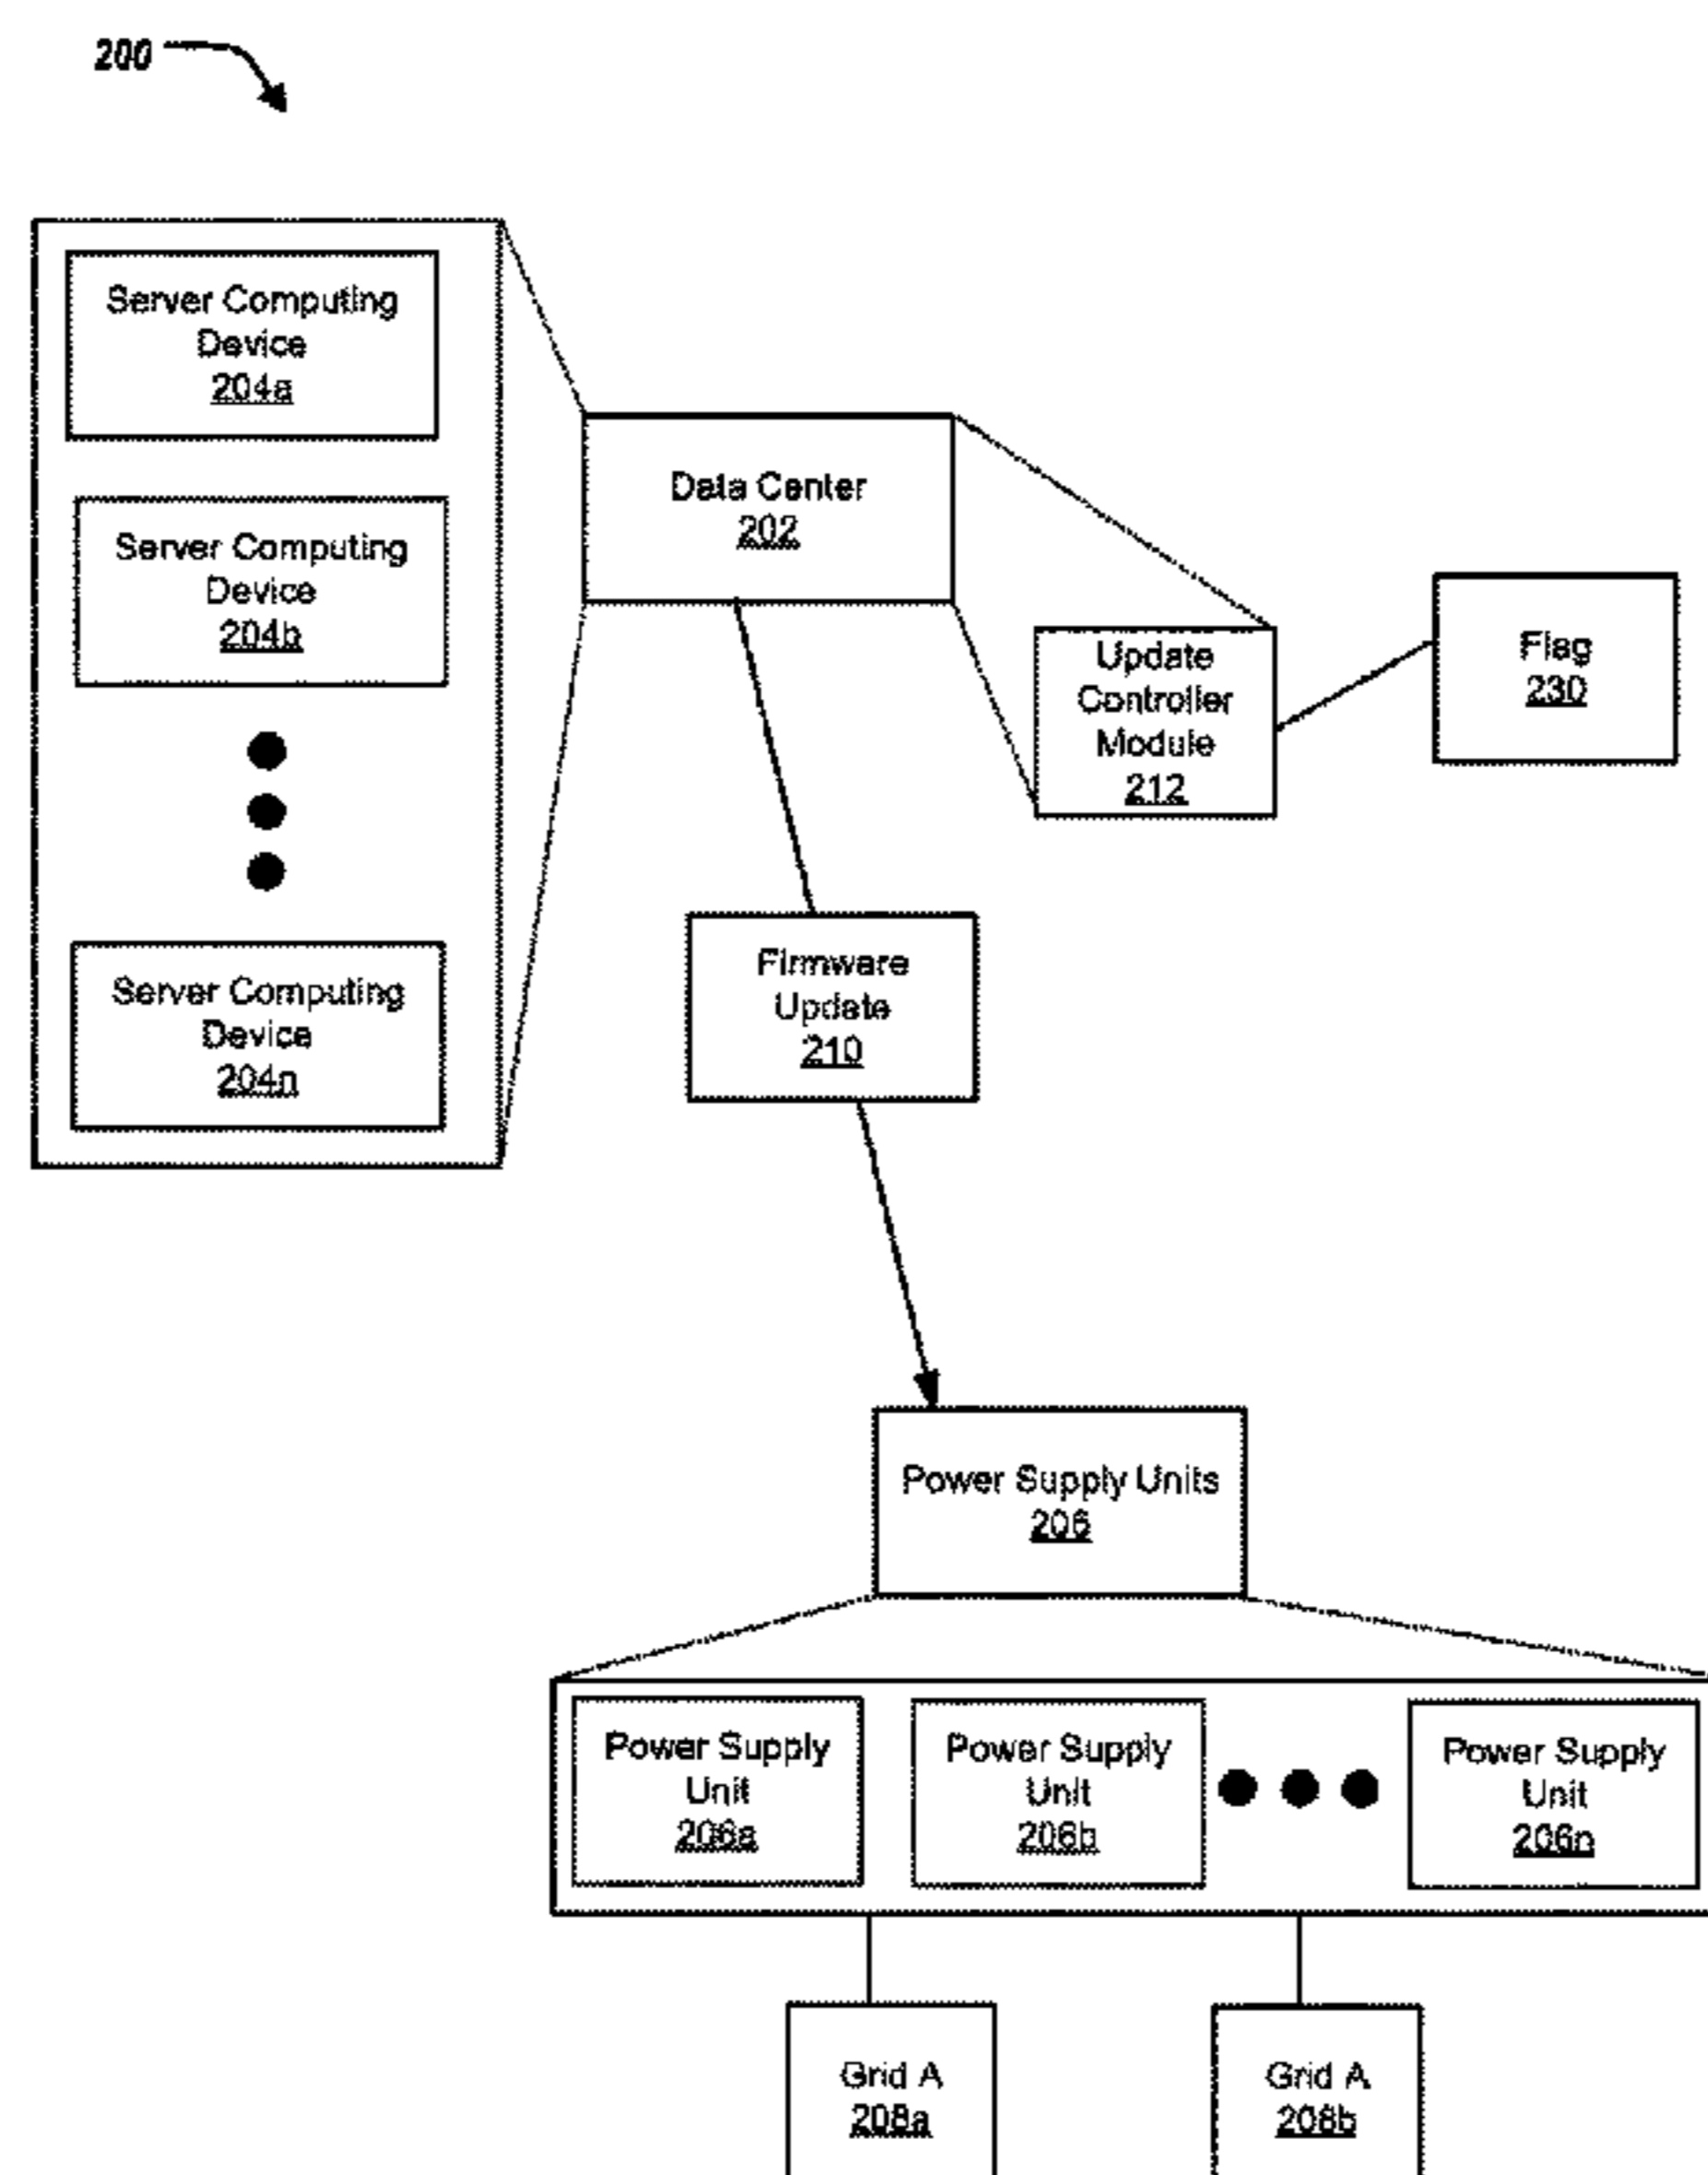 200
Server Computing
Device
204a
Server Computing
Device
204b
Server Computing
Device
204n
Data Center
202
Update
Controller
Module
212
Flag
230
Firmware
Update
210
Power Supply Units
206
Power Supply
Unit
206a
Power Supply
Unit
206b
Power Supply
Unit
206n
Grid A
208a
Grid A
208b